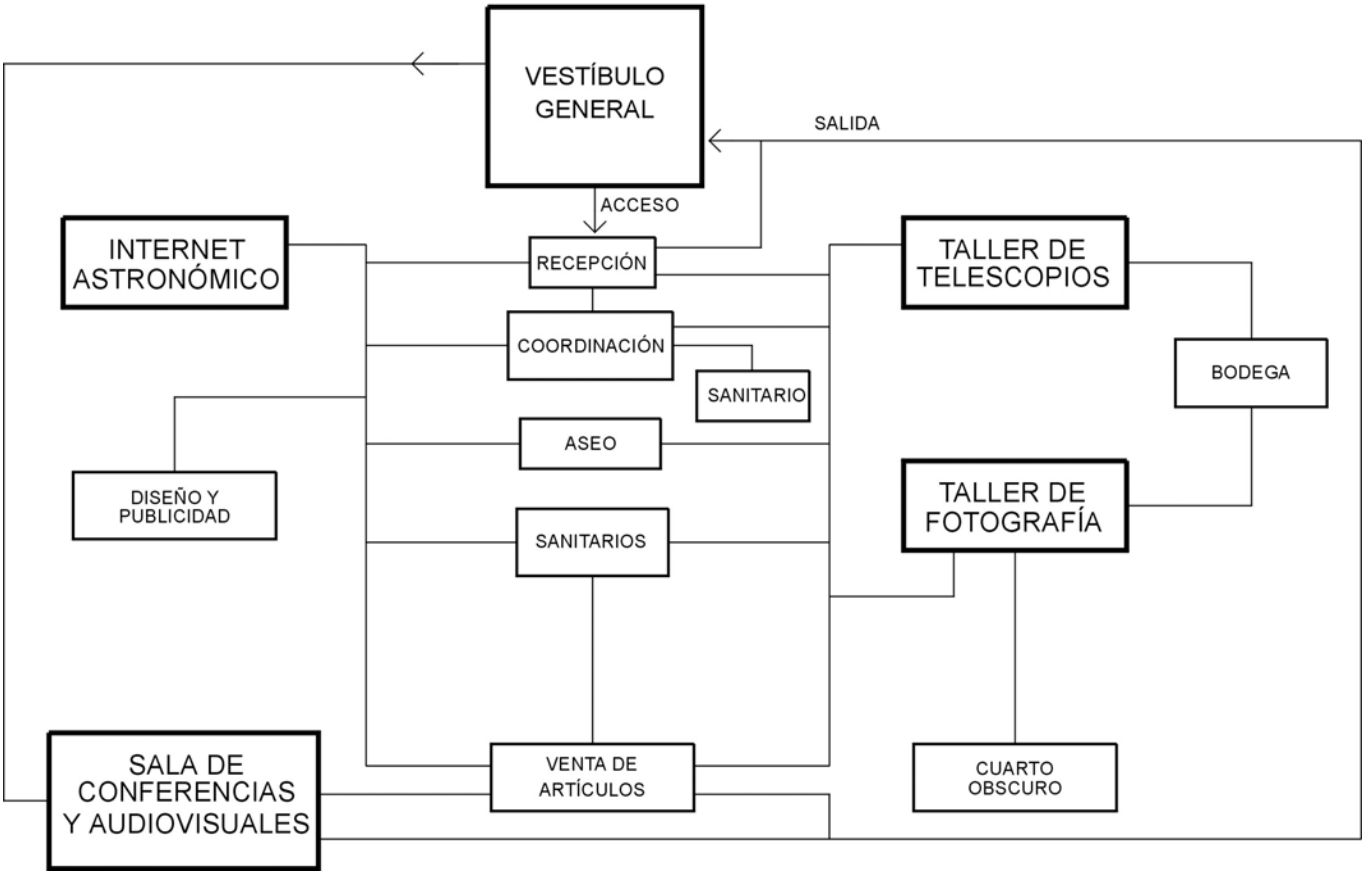 VESTÍBULO
GENERAL
SALIDA
ACCESO
INTERNET
ASTRONÓMICO
RECEPCIÓN
TALLER DE
TELESCOPIOS
COORDINACIÓN
SANITARIO
BODEGA
ASEO
DISEÑO Y
PUBLICIDAD
TALLER DE
FOTOGRAFÍA
SANITARIOS
SALA DE
CONFERENCIAS
Y AUDIOVISUALES
VENTA DE
ARTÍCULOS
CUARTO
OBSCURO